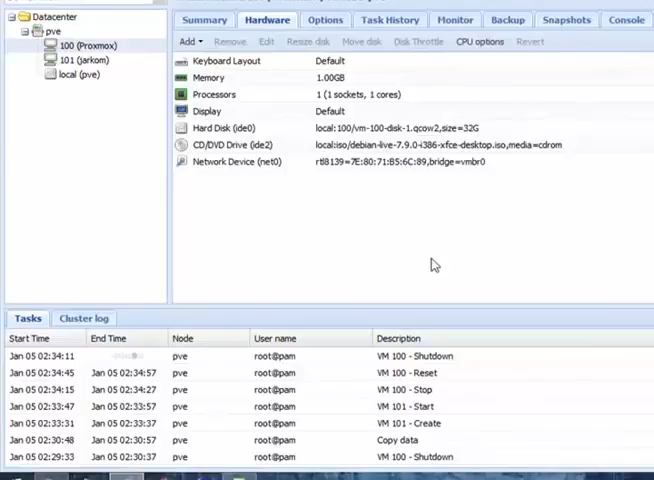 Datacenter
pve
100 (Proxmox)
101 (jarkom)
local (pve)
Summary Hardware Options Task History Monitor Backup Snapshots Console
Add Remove Edit Resize disk Move disk Disk Throttle CPU options Revert
Keyboard Layout Default
Memory 1.00GB
Processors 1 (1 sockets, 1 cores)
Display Default
Hard Disk (ide0) local:100/vm-100-disk-1.qcow2,size=32G
CD/DVD Drive (ide2) local:iso/debian-live-7.9.0-i386-xfce-desktop.iso,media=cdrom
Network Device (net0) rtl8139=7E:80:71:B5:6C:89,bridge=vmbr0
Tasks Cluster log
Start Time End Time Node User name Description
Jan 05 02:34:11 pve root@pam VM 100 - Shutdown
Jan 05 02:34:45 Jan 05 02:34:57 pve root@pam VM 100 - Reset
Jan 05 02:34:15 Jan 05 02:34:27 pve root@pam VM 100 - Stop
Jan 05 02:33:47 Jan 05 02:33:57 pve root@pam VM 101 - Start
Jan 05 02:33:31 Jan 05 02:33:37 pve root@pam VM 101 - Create
Jan 05 02:30:48 Jan 05 02:30:57 pve root@pam Copy data
Jan 05 02:29:33 Jan 05 02:30:37 pve root@pam VM 100 - Shutdown